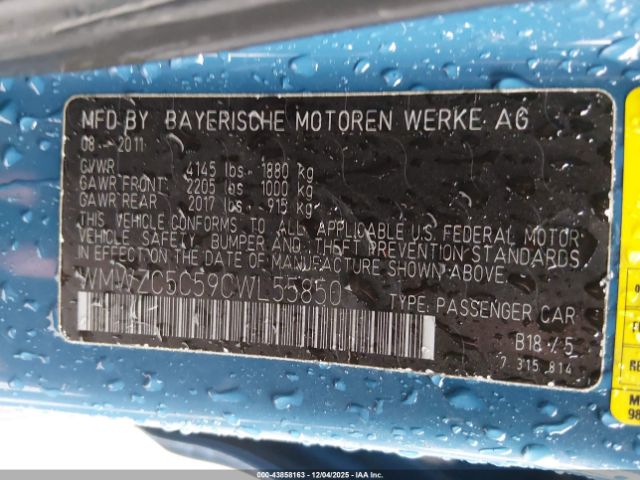 MFD BY BAYERISCHE MOTOREN WERKE AG
08 - 2011
GVWR 4145 lbs- 1880 kg
GAWR FRONT 2205 lbs 1000 kg
GAWR REAR 2017 lbs- 915 kg
THIS VEHICLE CONFORMS TO ALL APPLICABLE U.S. FEDERAL MOTOR
VEHICLE SAFETY, BUMPER AND THEFT PREVENTION STANDARDS
IN EFFECT ON THE DATE OF MANUFACTURE SHOWN ABOVE.
WMWZC5C59CWL55850
TYPE: PASSENGER CAR
B18 / 5
7 315 814
000-43858163 - 12/04/2025 - IAA Inc.